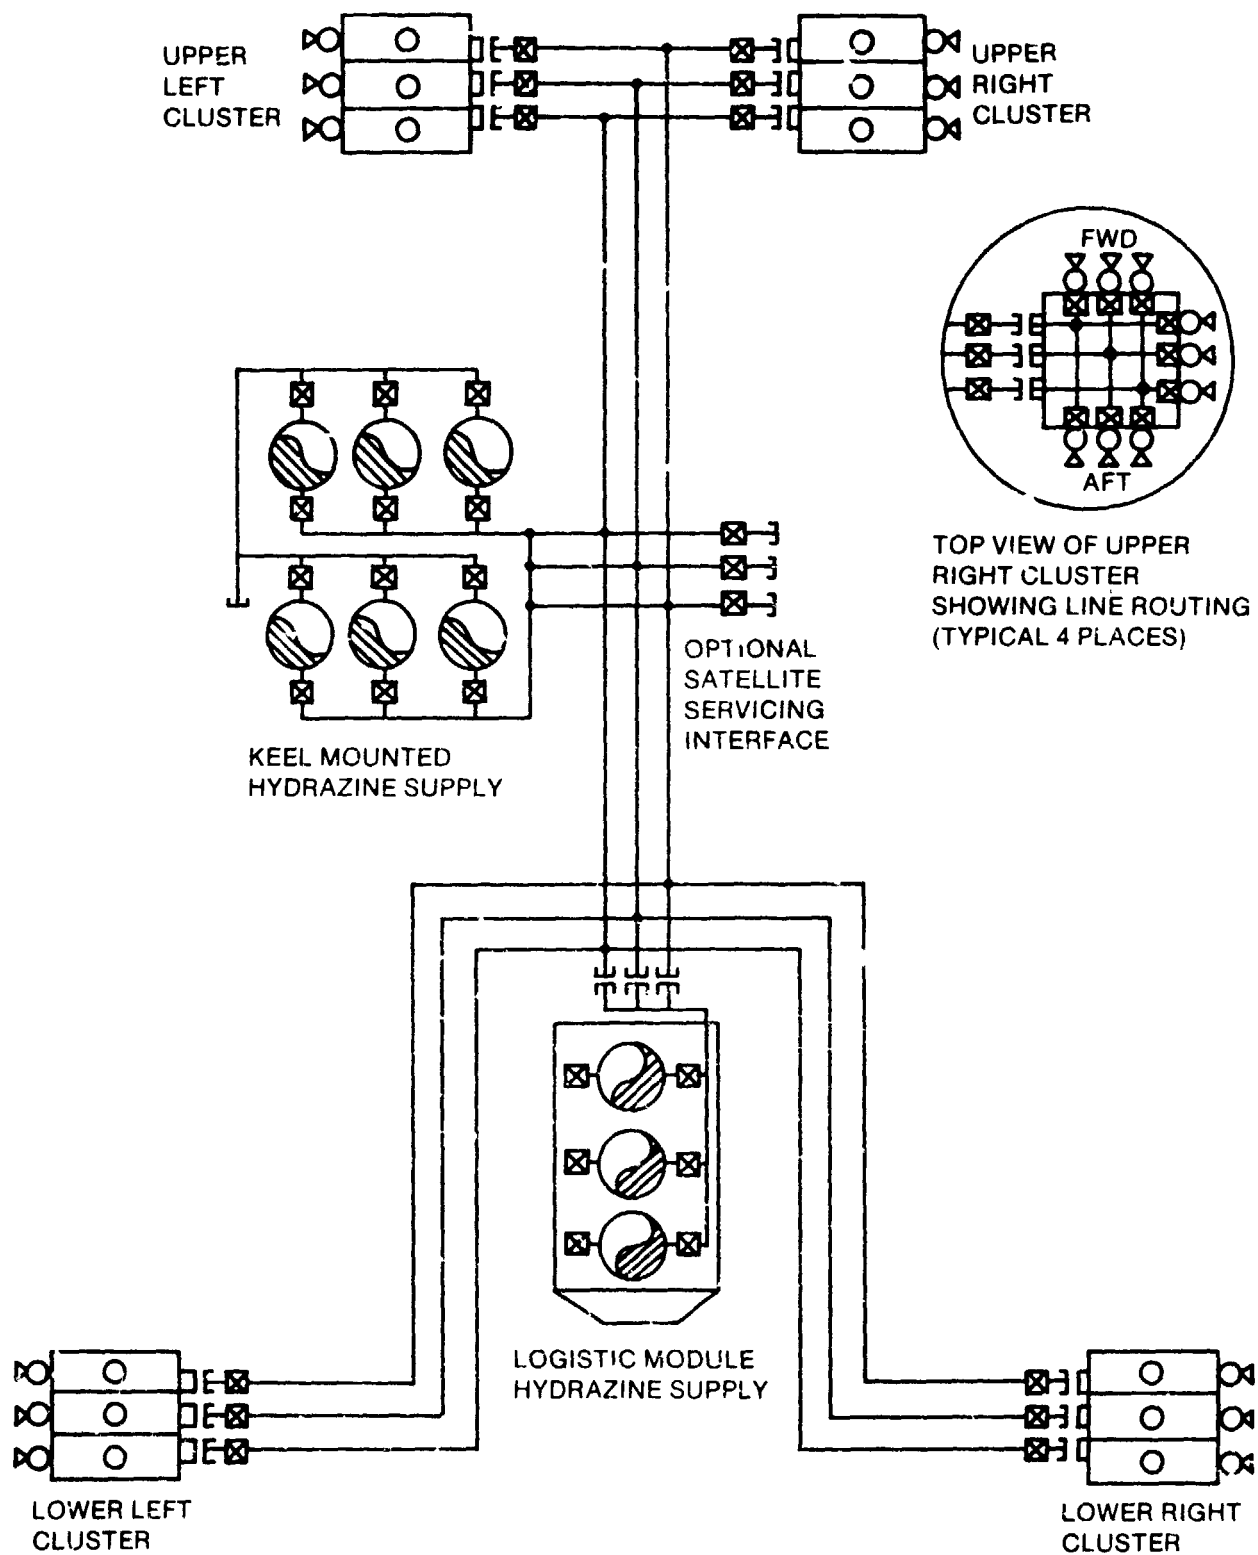 UPPER
LEFT
CLUSTER
UPPER
RIGHT
CLUSTER
FWD
AFT
TOP VIEW OF UPPER
RIGHT CLUSTER
SHOWING LINE ROUTING
(TYPICAL 4 PLACES)
OPTIONAL
SATELLITE
SERVICING
INTERFACE
KEEL MOUNTED
HYDRAZINE SUPPLY
LOGISTIC MODULE
HYDRAZINE SUPPLY
LOWER LEFT
CLUSTER
LOWER RIGHT
CLUSTER